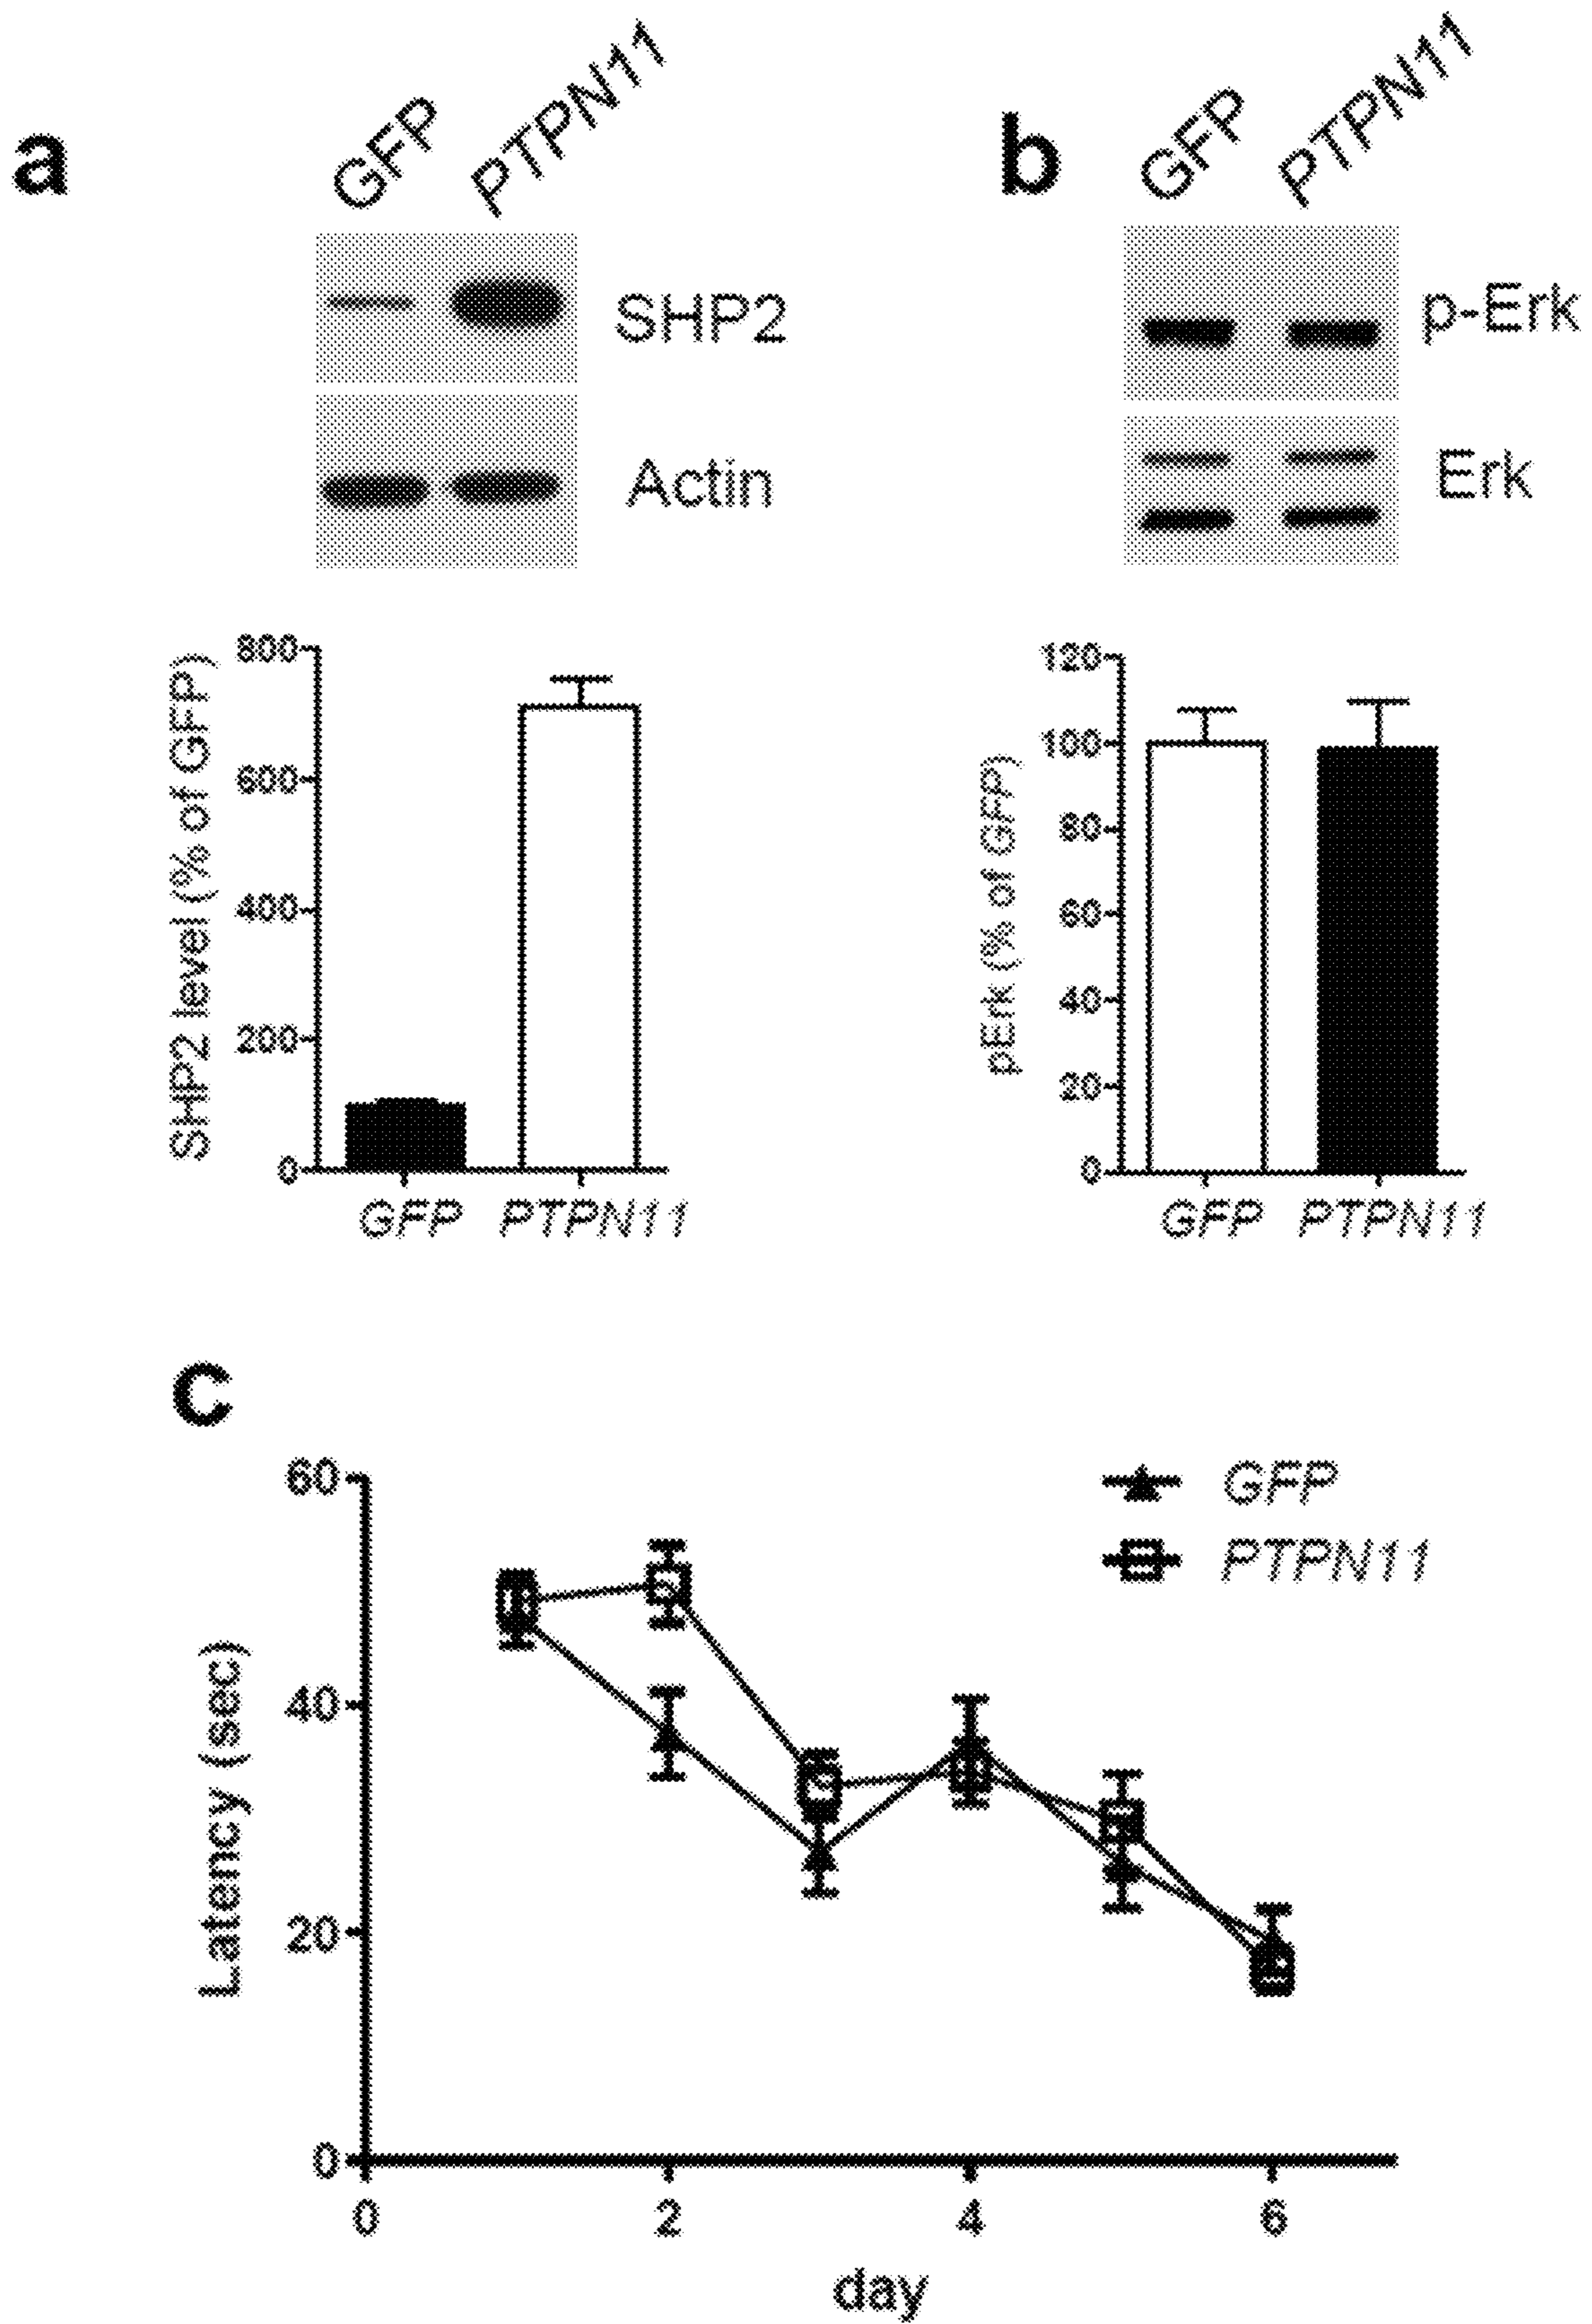 a
GFP PTPN11
SHP2
Actin
800
600
400
200
0
SHP2 level (% of GFP)
GFP PTPN11
b
GFP PTPN11
p-Erk
Erk
120
100
80
60
40
20
0
pErk (% of GFP)
GFP PTPN11
c
60
40
20
0
Latency (sec)
GFP
PTPN11
0 2 4 6
day